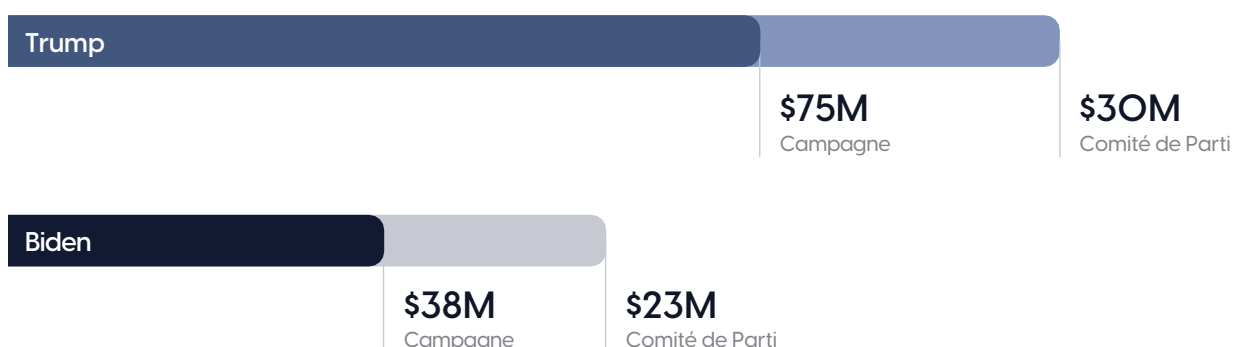 Trump
$75M
Campagne
$30M
Comité de Parti
Biden
$38M
Campagne
$23M
Comité de Parti